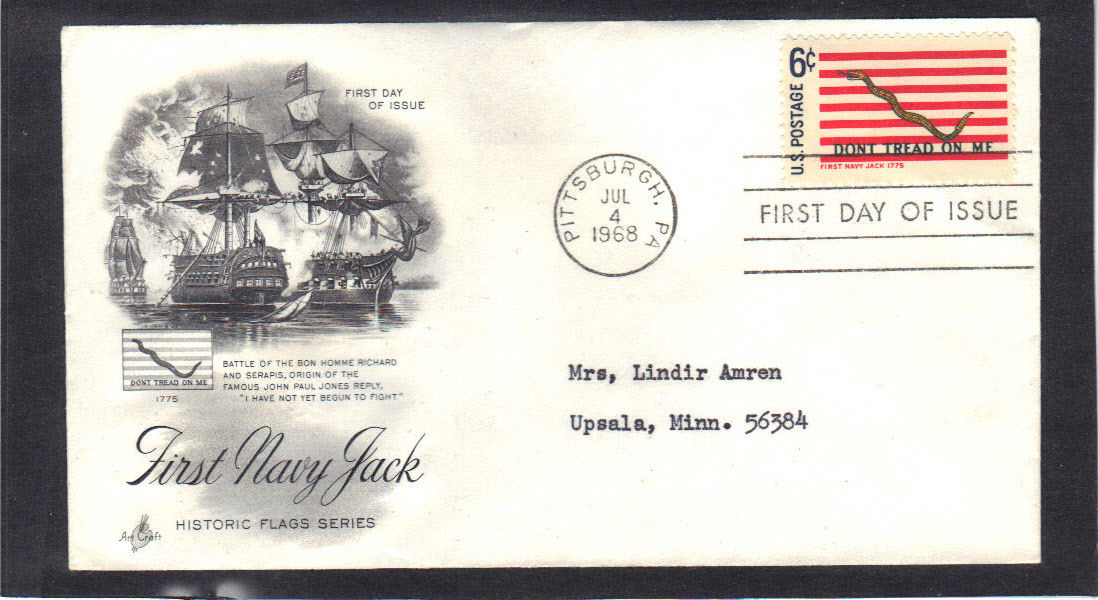 FIRST DAY
OF ISSUE
6¢
U.S. POSTAGE
DONT TREAD ON ME
FIRST NAVY JACK 1775
PITTSBURGH, PA
JUL
4
1968
FIRST DAY OF ISSUE
DONT TREAD ON ME
1775
BATTLE OF THE BON HOMME RICHARD
AND SERAPIS, ORIGIN OF THE
FAMOUS JOHN PAUL JONES REPLY,
"I HAVE NOT YET BEGUN TO FIGHT"
Mrs, Lindir Amren
Upsala, Minn. 56384
First Navy Jack
HISTORIC FLAGS SERIES
Art Craft